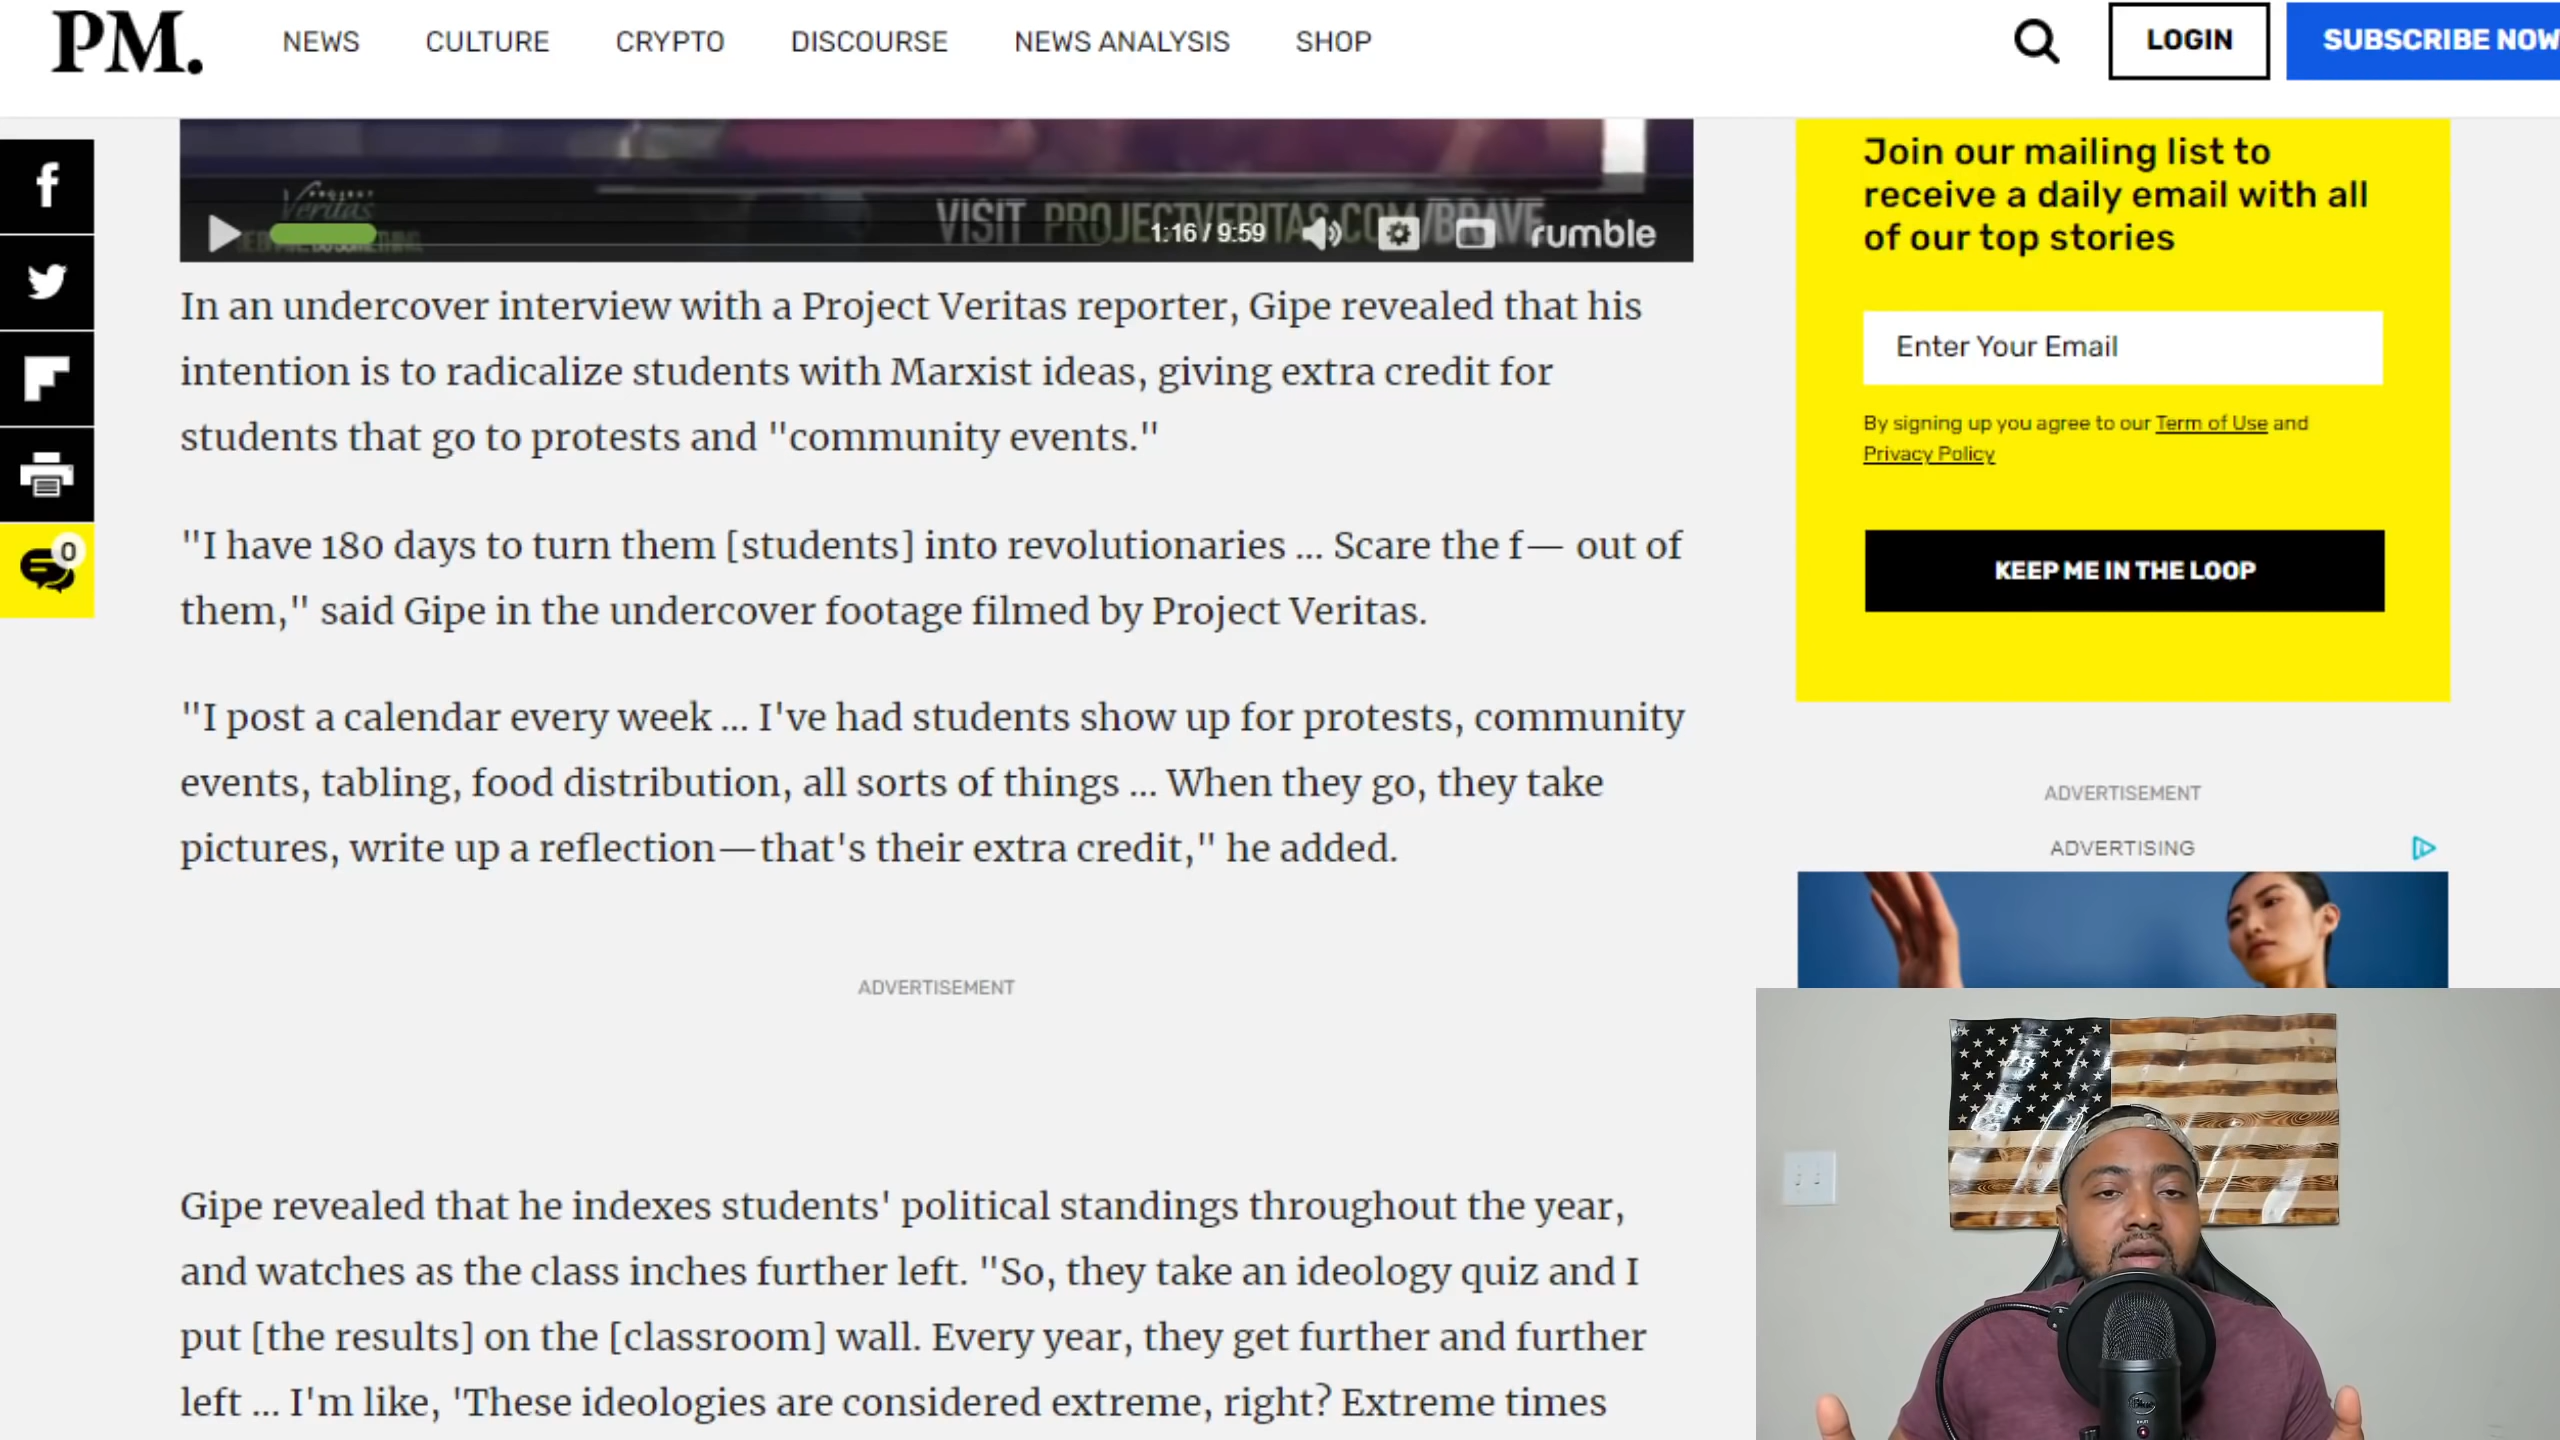 PM.
NEWS CULTURE CRYPTO DISCOURSE NEWS ANALYSIS SHOP
LOGIN
SUBSCRIBE NOW
PROJECT
Veritas
VISIT PROJECTVERITAS.COM/BRAVE
1:16 / 9:59
rumble
In an undercover interview with a Project Veritas reporter, Gipe revealed that his
intention is to radicalize students with Marxist ideas, giving extra credit for
students that go to protests and "community events."
"I have 180 days to turn them [students] into revolutionaries ... Scare the f— out of
them," said Gipe in the undercover footage filmed by Project Veritas.
"I post a calendar every week ... I've had students show up for protests, community
events, tabling, food distribution, all sorts of things ... When they go, they take
pictures, write up a reflection—that's their extra credit," he added.
ADVERTISEMENT
Gipe revealed that he indexes students' political standings throughout the year,
and watches as the class inches further left. "So, they take an ideology quiz and I
put [the results] on the [classroom] wall. Every year, they get further and further
left ... I'm like, 'These ideologies are considered extreme, right? Extreme times
0
Join our mailing list to
receive a daily email with all
of our top stories
Enter Your Email
By signing up you agree to our Term of Use and
Privacy Policy
KEEP ME IN THE LOOP
ADVERTISEMENT
ADVERTISING